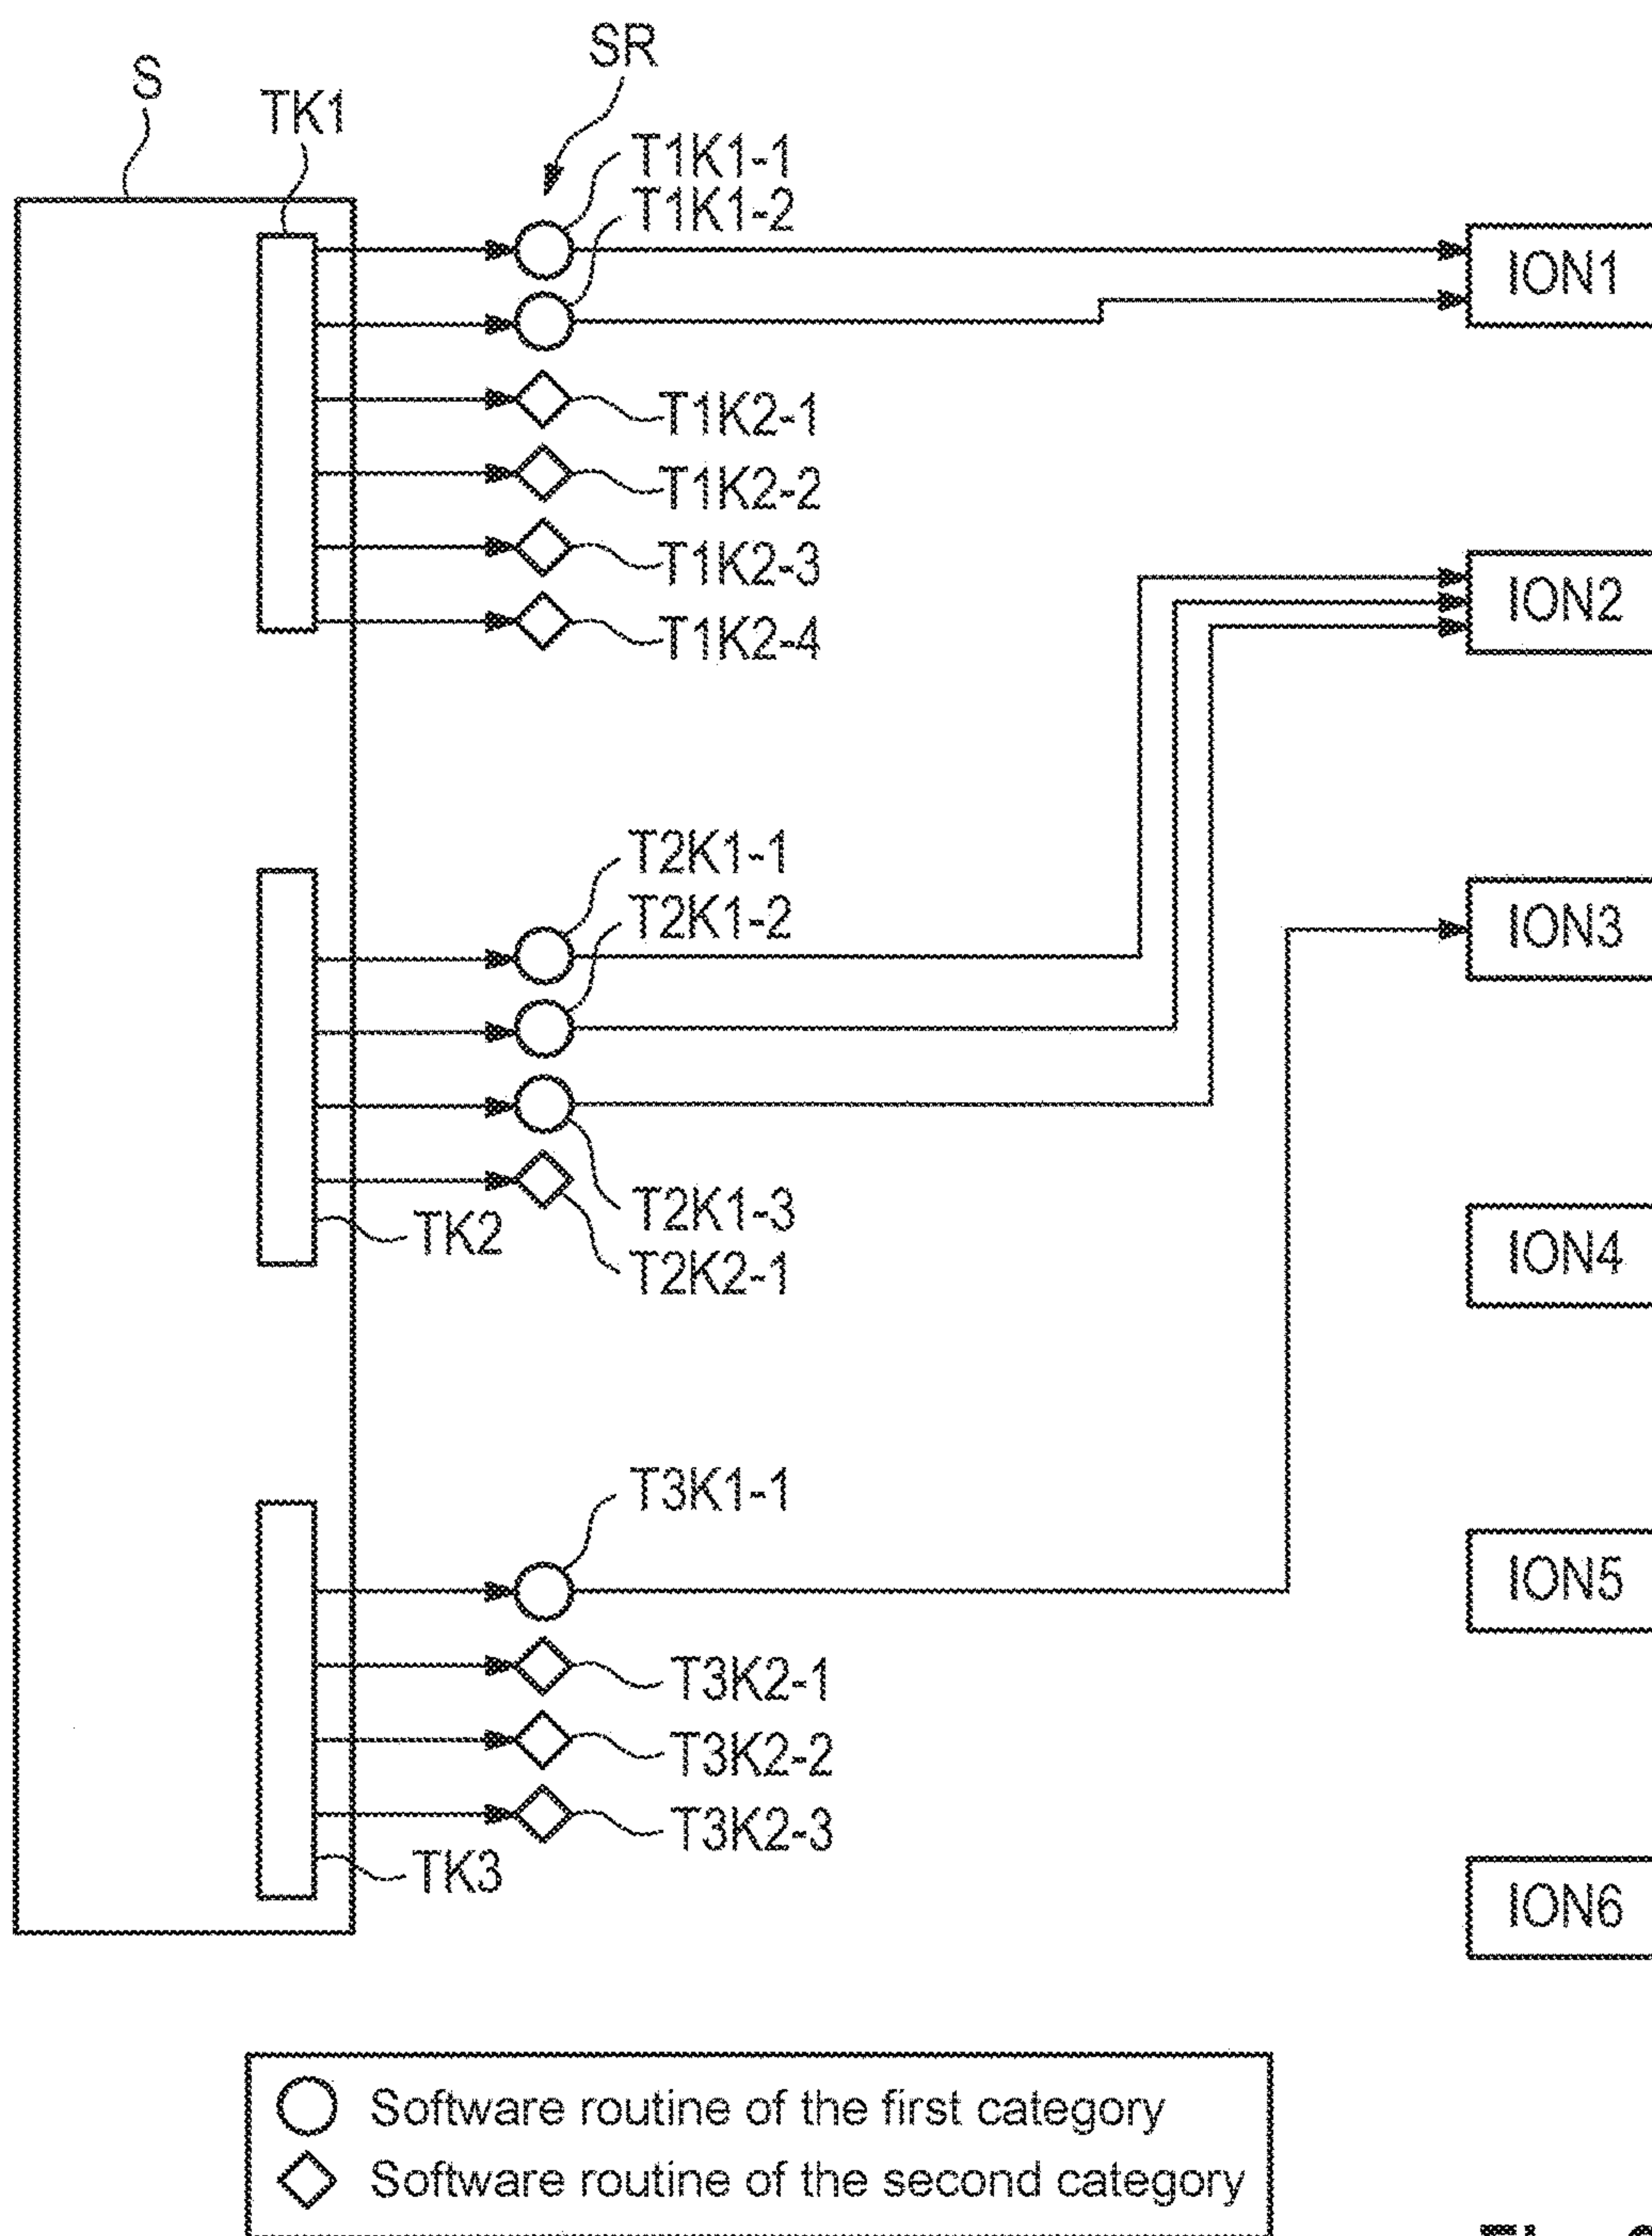 SR
S
TK1
T1K1-1
T1K1-2
ION1
T1K2-1
T1K2-2
T1K2-3
T1K2-4
ION2
T2K1-1
T2K1-2
ION3
T2K1-3
TK2
T2K2-1
ION4
T3K1-1
ION5
T3K2-1
T3K2-2
T3K2-3
TK3
ION6
Software routine of the first category
Software routine of the second category